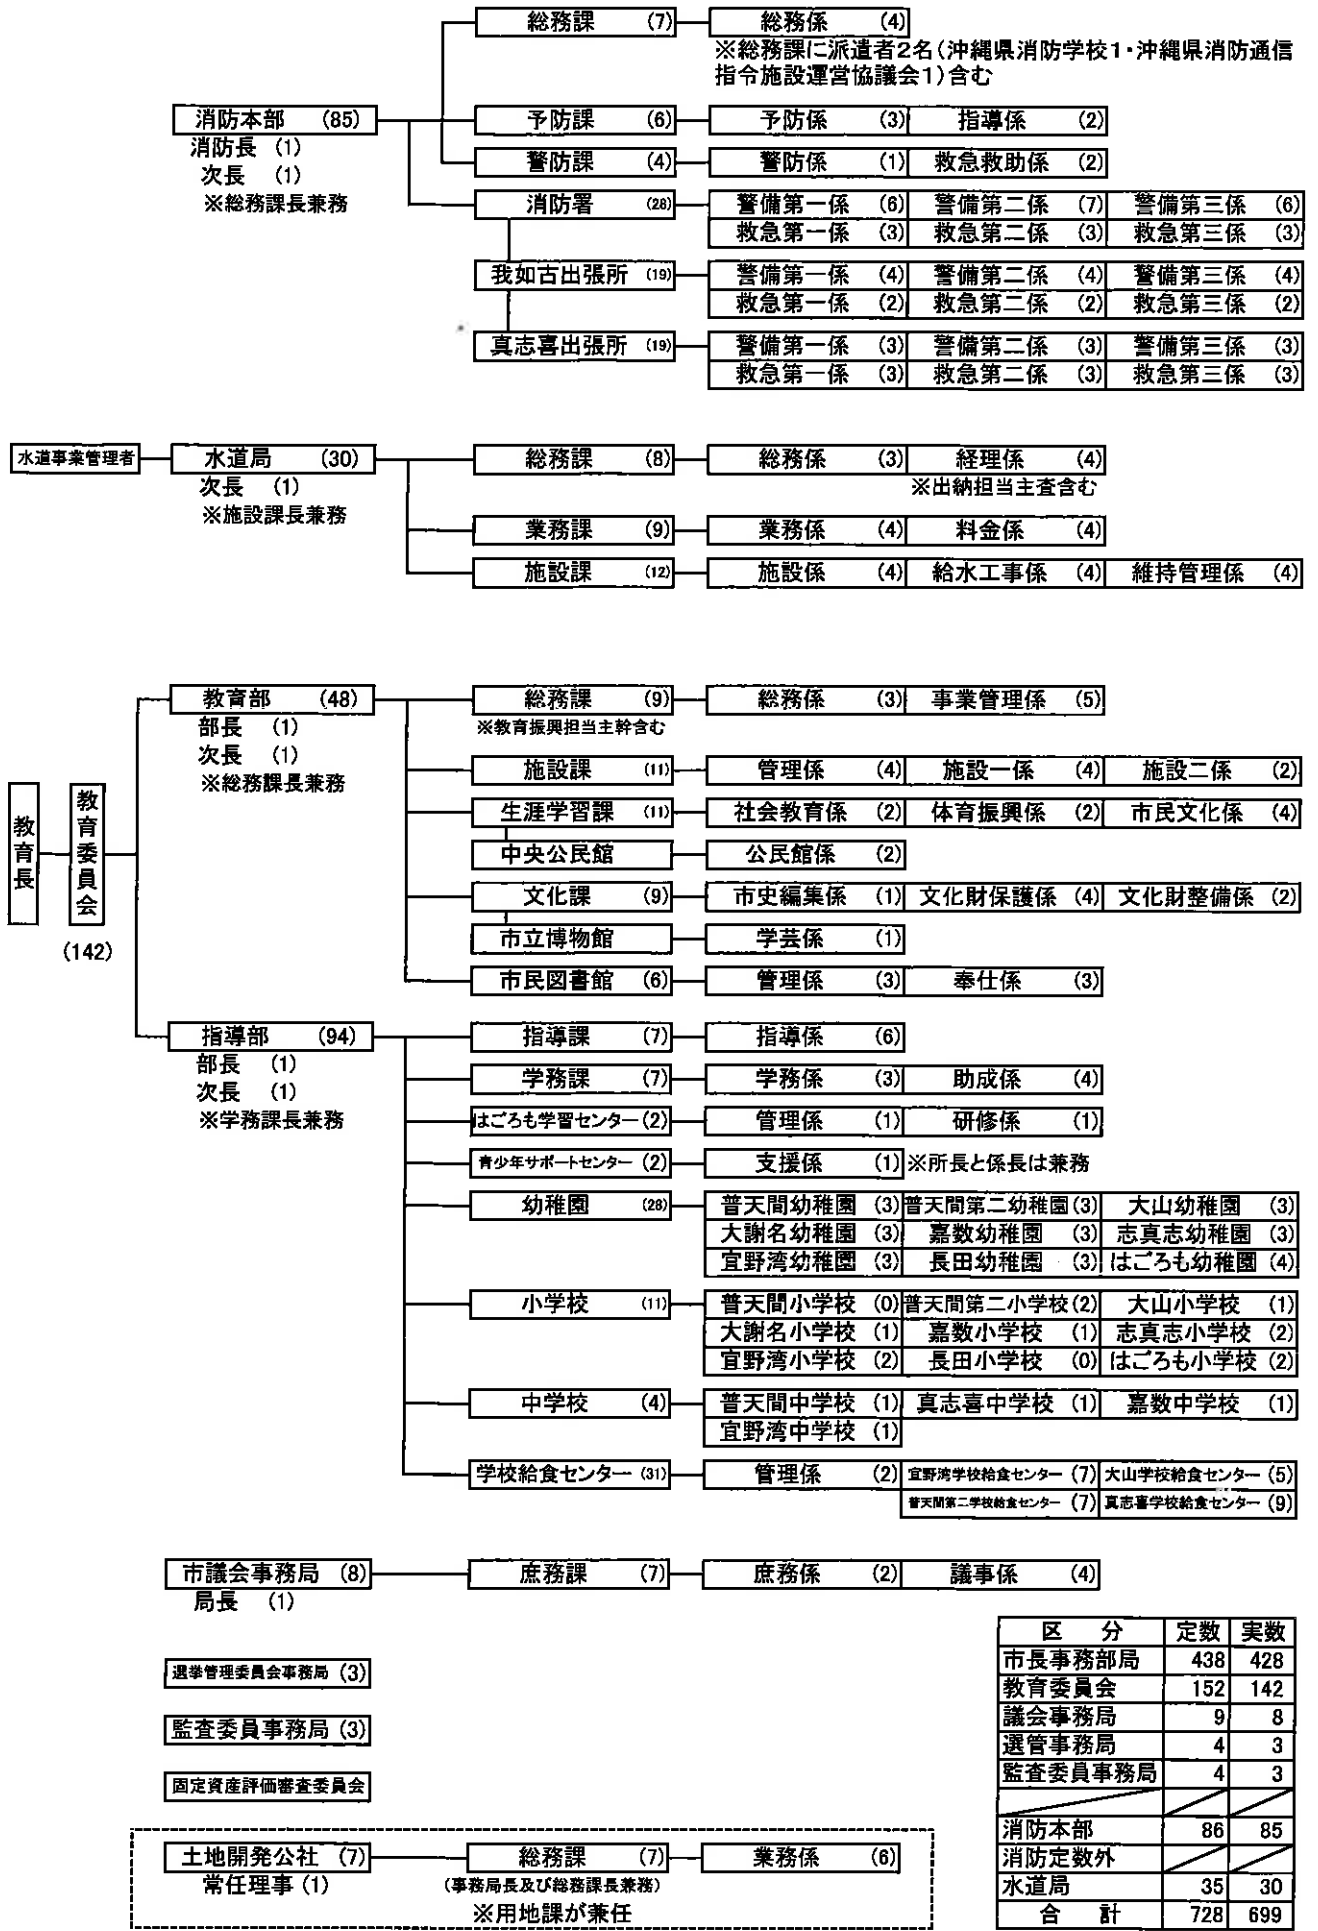 総務課 (7) 総務係 (4)
※総務課に派遣者2名(沖縄県消防学校1・沖縄県消防通信
指令施設運営協議会1)含む
消防本部 (85) 予防課 (6) 予防係 (3) 指導係 (2)
消防長 (1)
警防課 (4) 警防係 (1) 救急救助係 (2)
次長 (1)
※総務課長兼務
消防署 (28) 警備第一係 (6) 警備第二係 (7) 警備第三係 (6)
救急第一係 (3) 救急第二係 (3) 救急第三係 (3)
我如古出張所 (19) 警備第一係 (4) 警備第二係 (4) 警備第三係 (4)
救急第一係 (2) 救急第二係 (2) 救急第三係 (2)
真志喜出張所 (19) 警備第一係 (3) 警備第二係 (3) 警備第三係 (3)
救急第一係 (3) 救急第二係 (3) 救急第三係 (3)
水道事業管理者 水道局 (30) 総務課 (8) 総務係 (3) 経理係 (4)
次長 (1) ※出納担当主査含む
※施設課長兼務
業務課 (9) 業務係 (4) 料金係 (4)
施設課 (12) 施設係 (4) 給水工事係 (4) 維持管理係 (4)
教育長
教育委員会
(142)
教育部 (48) 総務課 (9) 総務係 (3) 事業管理係 (5)
部長 (1) ※教育振興担当主幹含む
次長 (1)
※総務課長兼務
施設課 (11) 管理係 (4) 施設一係 (4) 施設二係 (2)
生涯学習課 (11) 社会教育係 (2) 体育振興係 (2) 市民文化係 (4)
中央公民館 公民館係 (2)
文化課 (9) 市史編集係 (1) 文化財保護係 (4) 文化財整備係 (2)
市立博物館 学芸係 (1)
市民図書館 (6) 管理係 (3) 奉仕係 (3)
指導部 (94) 指導課 (7) 指導係 (6)
部長 (1)
次長 (1)
※学務課長兼務
学務課 (7) 学務係 (3) 助成係 (4)
はごろも学習センター (2) 管理係 (1) 研修係 (1)
青少年サポートセンター (2) 支援係 (1) ※所長と係長は兼務
幼稚園 (28) 普天間幼稚園 (3) 普天間第二幼稚園 (3) 大山幼稚園 (3)
大謝名幼稚園 (3) 嘉数幼稚園 (3) 志真志幼稚園 (3)
宜野湾幼稚園 (3) 長田幼稚園 (3) はごろも幼稚園 (4)
小学校 (11) 普天間小学校 (0) 普天間第二小学校 (2) 大山小学校 (1)
大謝名小学校 (1) 嘉数小学校 (1) 志真志小学校 (2)
宜野湾小学校 (2) 長田小学校 (0) はごろも小学校 (2)
中学校 (4) 普天間中学校 (1) 真志喜中学校 (1) 嘉数中学校 (1)
宜野湾中学校 (1)
学校給食センター (31) 管理係 (2) 宜野湾学校給食センター (7) 大山学校給食センター (5)
普天間第二学校給食センター (7) 真志喜学校給食センター (9)
市議会事務局 (8) 庶務課 (7) 庶務係 (2) 議事係 (4)
局長 (1)
選挙管理委員会事務局 (3)
監査委員事務局 (3)
固定資産評価審査委員会
土地開発公社 (7) 総務課 (7) 業務係 (6)
常任理事 (1) (事務局長及び総務課長兼務)
※用地課が兼任
区 分 定数 実数
市長事務部局 438 428
教育委員会 152 142
議会事務局 9 8
選管事務局 4 3
監査委員事務局 4 3
消防本部 86 85
消防定数外
水道局 35 30
合 計 728 699